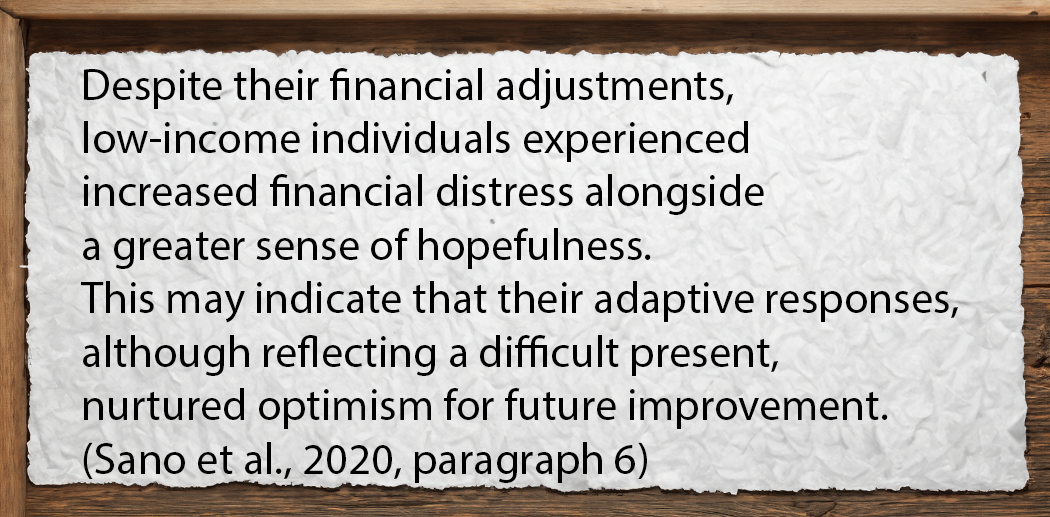 Despite their financial adjustments,
low-income individuals experienced
increased financial distress alongside
a greater sense of hopefulness.
This may indicate that their adaptive responses,
although reflecting a difficult present,
nurtured optimism for future improvement.
(Sano et al., 2020, paragraph 6)